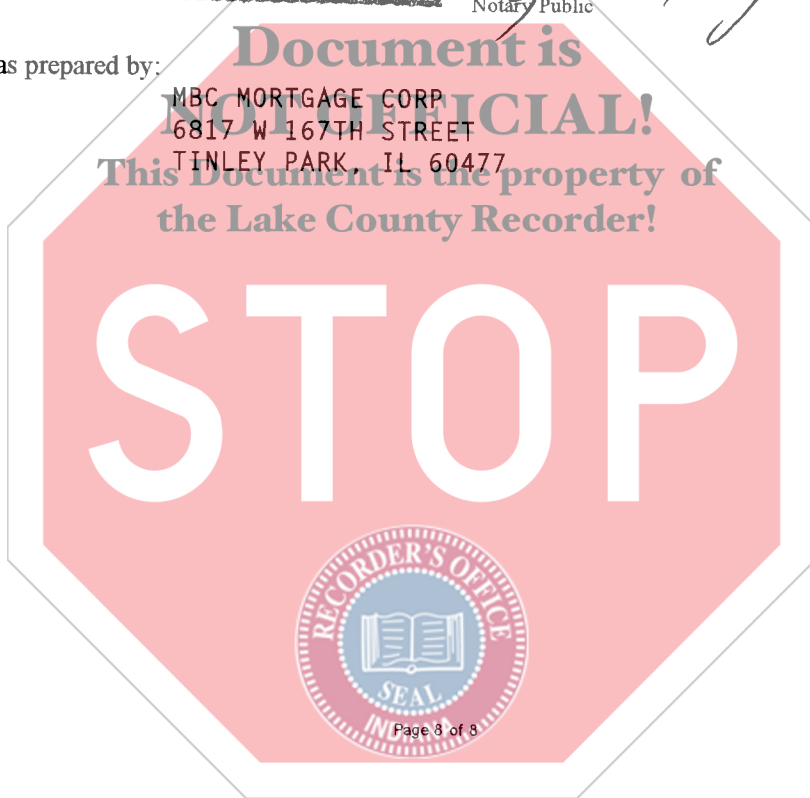 Notary Public
Document is
as prepared by:
MBC MORTGAGE CORP
NOT OFFICIAL!
6817 W 167TH STREET
TINLEY PARK, IL 60477
This Document is the property of
the Lake County Recorder!
STOP
RECORDER'S OFFICE
SEAL
INDIANA
Page 8 of 8